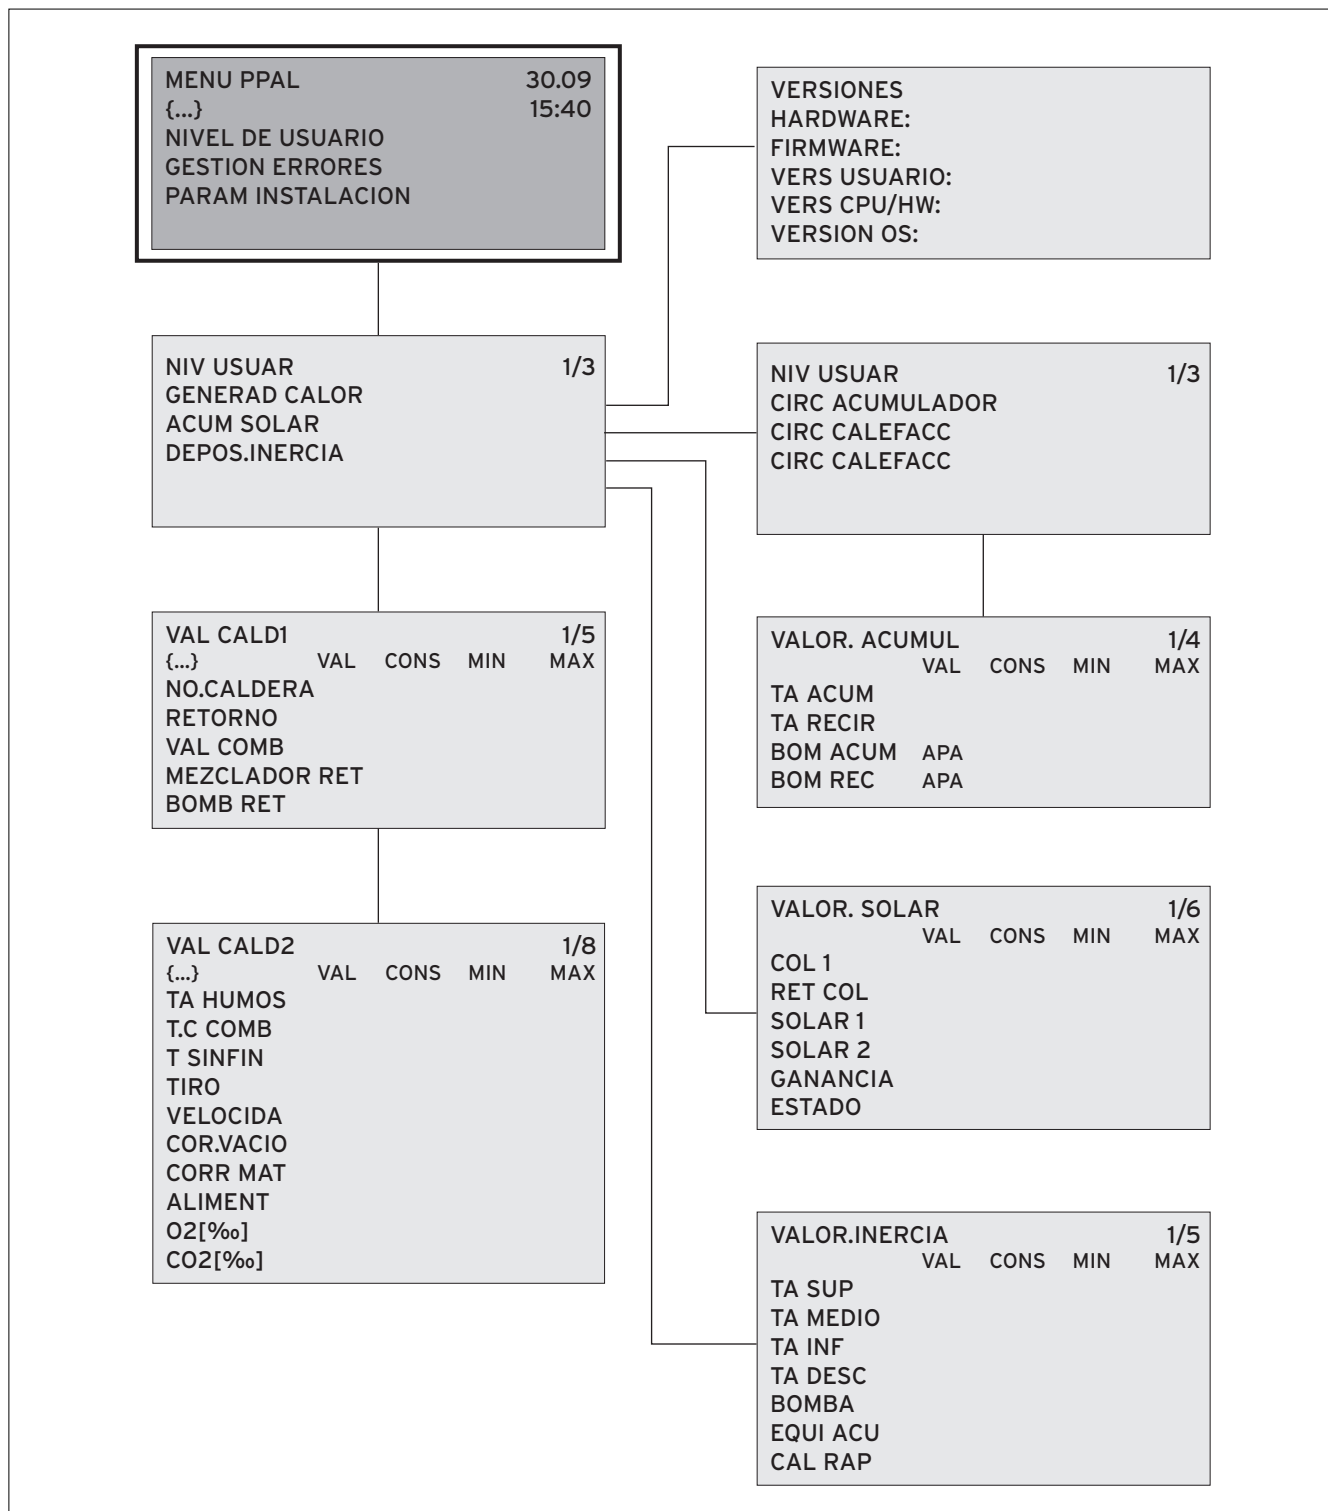 MENU PPAL 30.09
{...} 15:40
NIVEL DE USUARIO
GESTION ERRORES
PARAM INSTALACION
NIV USUAR 1/3
GENERAD CALOR
ACUM SOLAR
DEPOS.INERCIA
VAL CALD1 1/5
{...} VAL CONS MIN MAX
NO.CALDERA
RETORNO
VAL COMB
MEZCLADOR RET
BOMB RET
VAL CALD2 1/8
{...} VAL CONS MIN MAX
TA HUMOS
T.C COMB
T SINFIN
TIRO
VELOCIDA
COR.VACIO
CORR MAT
ALIMENT
O2[‰]
CO2[‰]
VERSIONES
HARDWARE:
FIRMWARE:
VERS USUARIO:
VERS CPU/HW:
VERSION OS:
NIV USUAR 1/3
CIRC ACUMULADOR
CIRC CALEFACC
CIRC CALEFACC
VALOR. ACUMUL 1/4
VAL CONS MIN MAX
TA ACUM
TA RECIR
BOM ACUM APA
BOM REC APA
VALOR. SOLAR 1/6
VAL CONS MIN MAX
COL 1
RET COL
SOLAR 1
SOLAR 2
GANANCIA
ESTADO
VALOR.INERCIA 1/5
VAL CONS MIN MAX
TA SUP
TA MEDIO
TA INF
TA DESC
BOMBA
EQUI ACU
CAL RAP